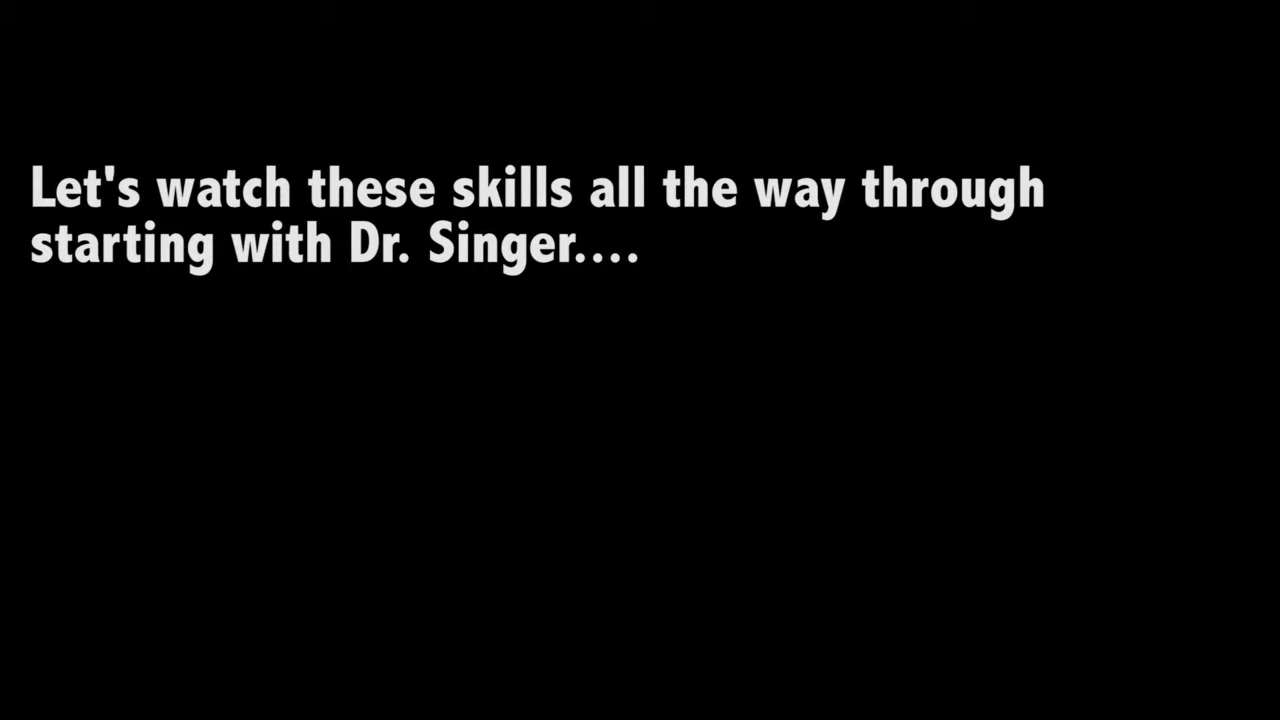 Let's watch these skills all the way through
starting with Dr. Singer....